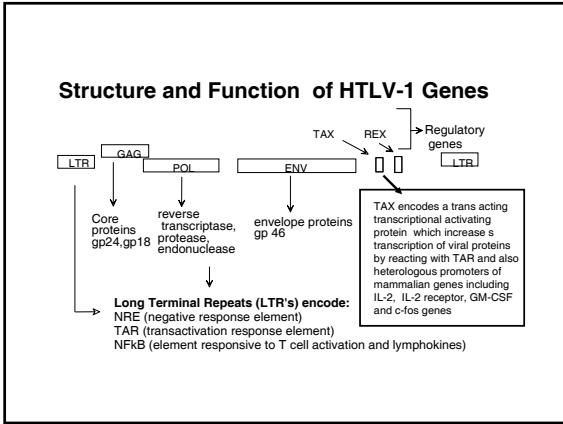 Structure and Function of HTLV-1 Genes
TAX
REX
Regulatory
genes
LTR
GAG
POL
ENV
LTR
Core
proteins
gp24,gp18
reverse
transcriptase,
protease,
endonuclease
envelope proteins
gp 46
TAX encodes a trans acting
transcriptional activating
protein which increase s
transcription of viral proteins
by reacting with TAR and also
heterologous promoters of
mammalian genes including
IL-2, IL-2 receptor, GM-CSF
and c-fos genes
Long Terminal Repeats (LTR's) encode:
NRE (negative response element)
TAR (transactivation response element)
NFkB (element responsive to T cell activation and lymphokines)